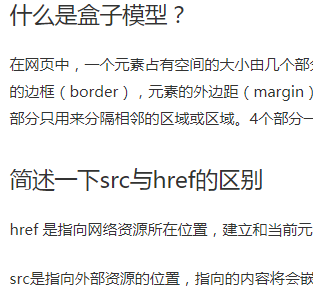 什么是盒子模型？
在网页中，一个元素占有空间的大小由几个部
的边框（border），元素的外边距（margin）
部分只用来分隔相邻的区域或区域。4个部分一
简述一下src与href的区别
href 是指向网络资源所在位置，建立和当前元
src是指向外部资源的位置，指向的内容将会嵌